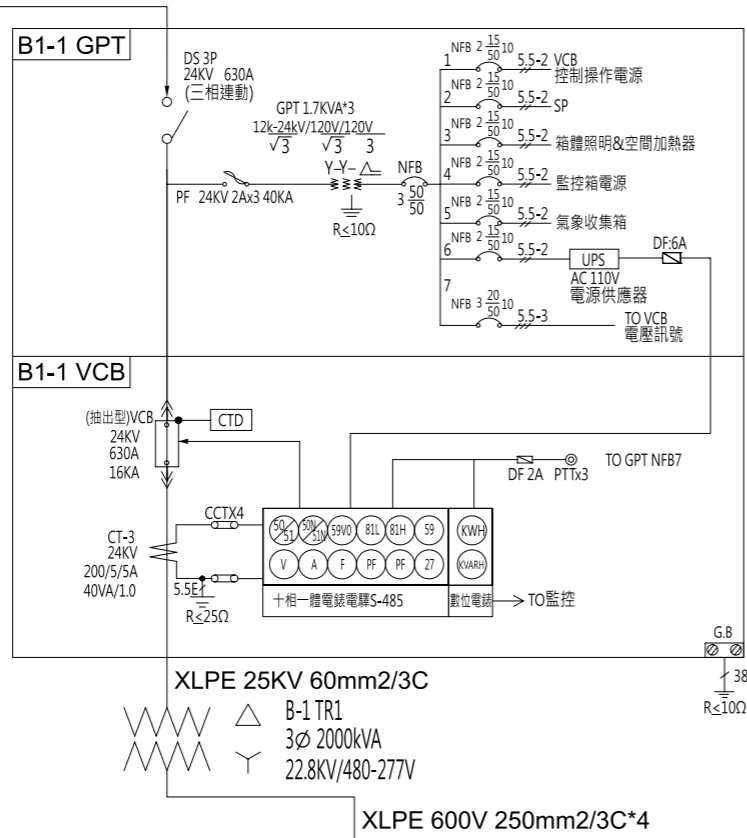 B1-1 GPT
DS 3P
24KV 630A
(三相連動)
GPT 1.7KVA*3
12k-24kV/120V/120V
√3 √3 3
Y-Y-
PF 24KV 2Ax3 40KA
R≤10Ω
NFB
3 50/50
1 NFB 2 15/50 10 5.5-2 VCB
控制操作電源
2 NFB 2 15/50 10 5.5-2 SP
3 NFB 2 15/50 10 5.5-2 箱體照明&空間加熱器
4 NFB 2 15/50 10 5.5-2 監控箱電源
5 NFB 2 15/50 10 5.5-2 氣象收集箱
6 NFB 2 15/50 10 5.5-2 UPS DF:6A
AC 110V
電源供應器
7 NFB 3 20/50 10 5.5-3 TO VCB
電壓訊號
B1-1 VCB
(抽出型)VCB
24KV
630A
16KA
CTD
DF 2A PTTx3 TO GPT NFB7
CCTX4
CT-3
24KV
200/5/5A
40VA/1.0
5.5E
R≤25Ω
50/51 50N/51N 59V0 81L 81H 59 KWH
V A F PF PF 27 KVARH
十相一體電錶電驛S-485 數位電錶 TO監控
G.B
38
R≤10Ω
XLPE 25KV 60mm2/3C
B-1 TR1
3Ø 2000kVA
22.8KV/480-277V
XLPE 600V 250mm2/3C*4